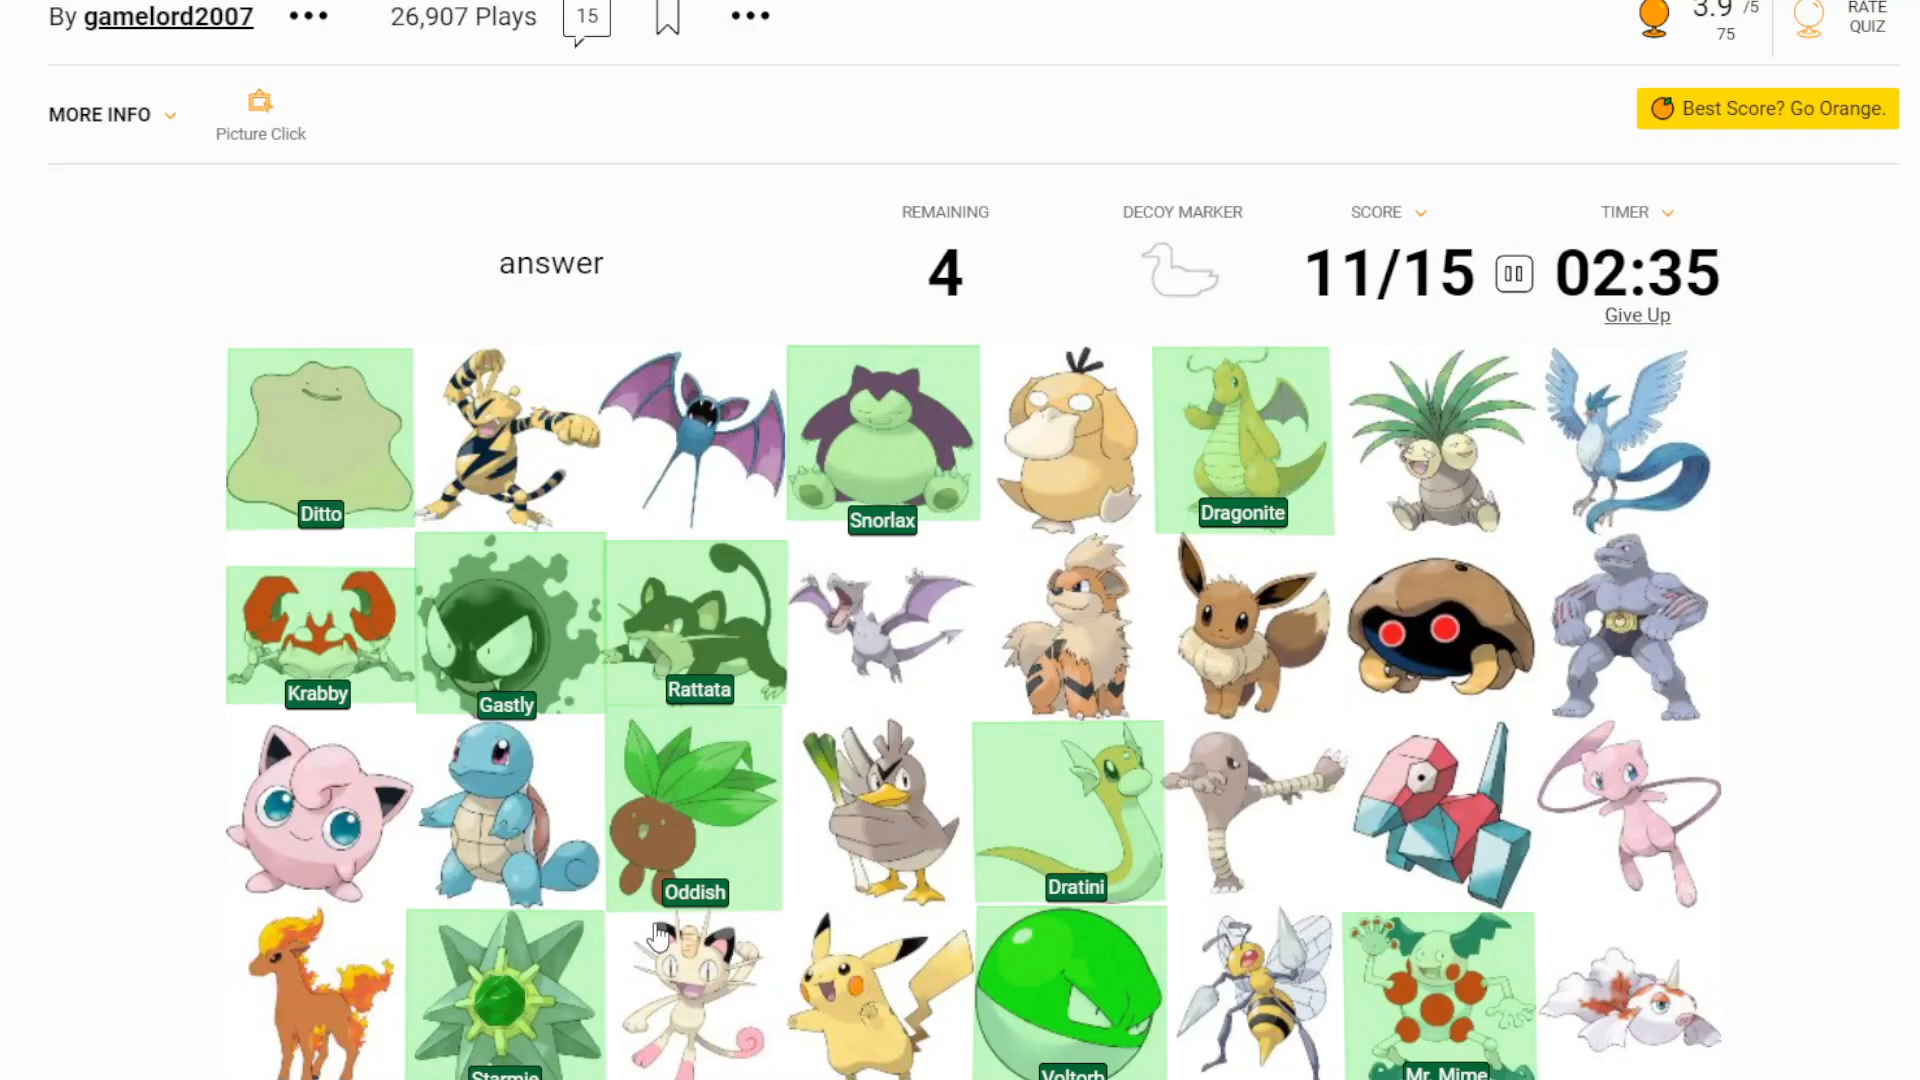 By gamelord2007 ••• 26,907 Plays 15 •••
3.9 /5
75
RATE
QUIZ
MORE INFO
Picture Click
Best Score? Go Orange.
REMAINING DECOY MARKER SCORE TIMER
answer 4 11/15 02:35
Give Up
Ditto
Snorlax
Dragonite
Krabby
Gastly
Rattata
Oddish
Dratini
Starmie
Voltorb
Mr. Mime